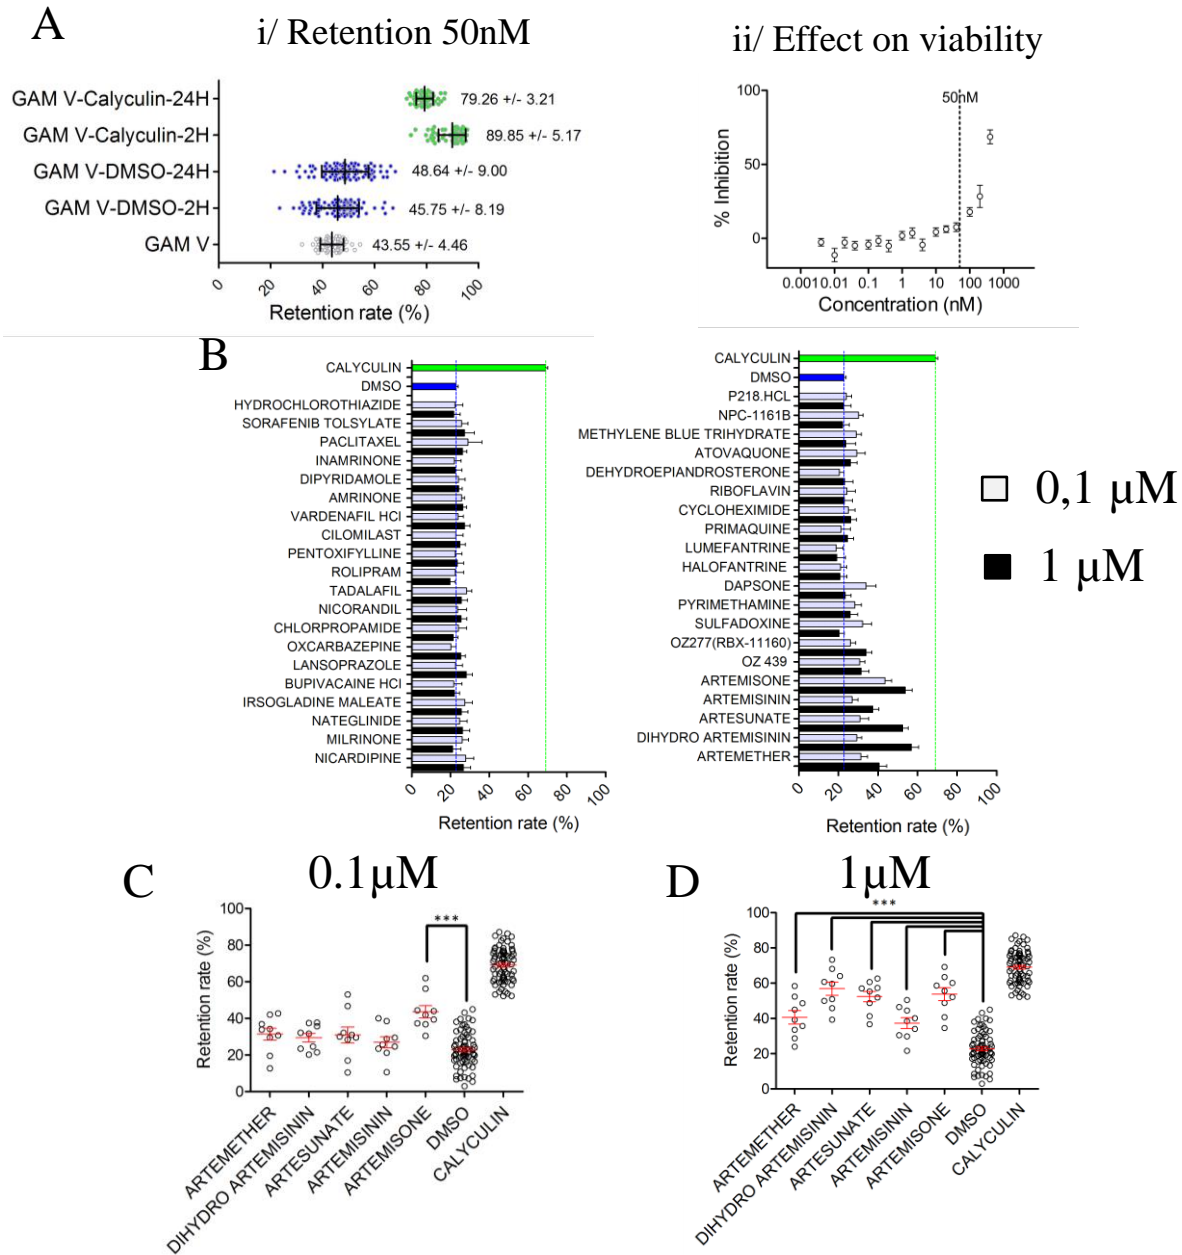 A
i/ Retention 50nM
GAM V-Calyculin-24H
79.26 +/- 3.21
GAM V-Calyculin-2H
89.85 +/- 5.17
GAM V-DMSO-24H
48.64 +/- 9.00
GAM V-DMSO-2H
45.75 +/- 8.19
GAM V
43.55 +/- 4.46
0 20 40 60 80 100
Retention rate (%)
ii/ Effect on viability
% Inhibition
100
50
0
50nM
0.001 0.01 0.1 1 10 100 1000
Concentration (nM)
B
CALYCULIN
DMSO
HYDROCHLOROTHIAZIDE
SORAFENIB TOLSYLATE
PACLITAXEL
INAMRINONE
DIPYRIDAMOLE
AMRINONE
VARDENAFIL HCl
CILOMILAST
PENTOXIFYLLINE
ROLIPRAM
TADALAFIL
NICORANDIL
CHLORPROPAMIDE
OXCARBAZEPINE
LANSOPRAZOLE
BUPIVACAINE HCl
IRSOGLADINE MALEATE
NATEGLINIDE
MILRINONE
NICARDIPINE
0 20 40 60 80 100
Retention rate (%)
CALYCULIN
DMSO
P218.HCL
NPC-1161B
METHYLENE BLUE TRIHYDRATE
ATOVAQUONE
DEHYDROEPIANDROSTERONE
RIBOFLAVIN
CYCLOHEXIMIDE
PRIMAQUINE
LUMEFANTRINE
HALOFANTRINE
DAPSONE
PYRIMETHAMINE
SULFADOXINE
OZ277(RBX-11160)
OZ 439
ARTEMISONE
ARTEMISININ
ARTESUNATE
DIHYDRO ARTEMISININ
ARTEMETHER
0 20 40 60 80 100
Retention rate (%)
0,1 µM
1 µM
C
0.1µM
Retention rate (%)
100
80
60
40
20
0
***
ARTEMETHER
DIHYDRO ARTEMISININ
ARTESUNATE
ARTEMISININ
ARTEMISONE
DMSO
CALYCULIN
D
1µM
Retention rate (%)
100
80
60
40
20
0
***
ARTEMETHER
DIHYDRO ARTEMISININ
ARTESUNATE
ARTEMISININ
ARTEMISONE
DMSO
CALYCULIN